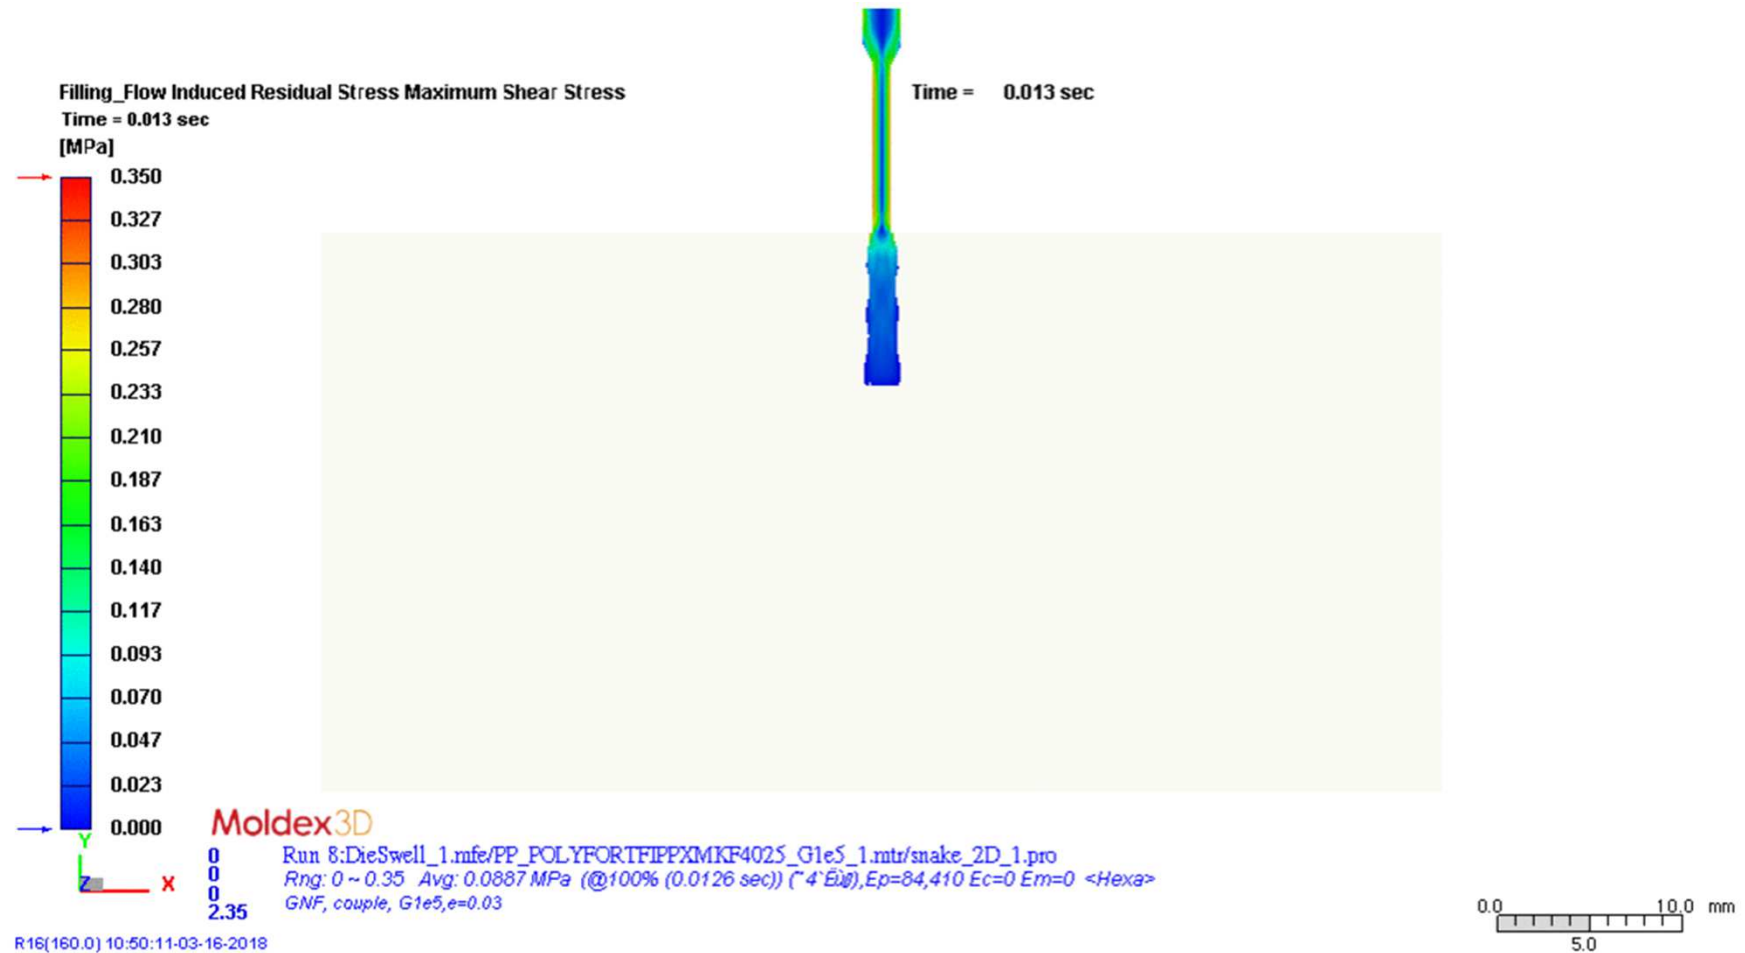 Filling_Flow Induced Residual Stress Maximum Shear Stress
Time = 0.013 sec
[MPa]
Time = 0.013 sec
0.350
0.327
0.303
0.280
0.257
0.233
0.210
0.187
0.163
0.140
0.117
0.093
0.070
0.047
0.023
0.000
Y
Z
X
0
0
0
2.35
Moldex3D
Run 8:DieSwell_1.mfe/PP_POLYFORTFIPPXMKF4025_G1e5_1.mtr/snake_2D_1.pro
Rng: 0 ~ 0.35 Avg: 0.0887 MPa (@100% (0.0126 sec)) Ep=84,410 Ec=0 Em=0 <Hexa>
GNF, couple, G1e5,e=0.03
0.0 10.0 mm
5.0
R16(160.0) 10:50:11-03-16-2018